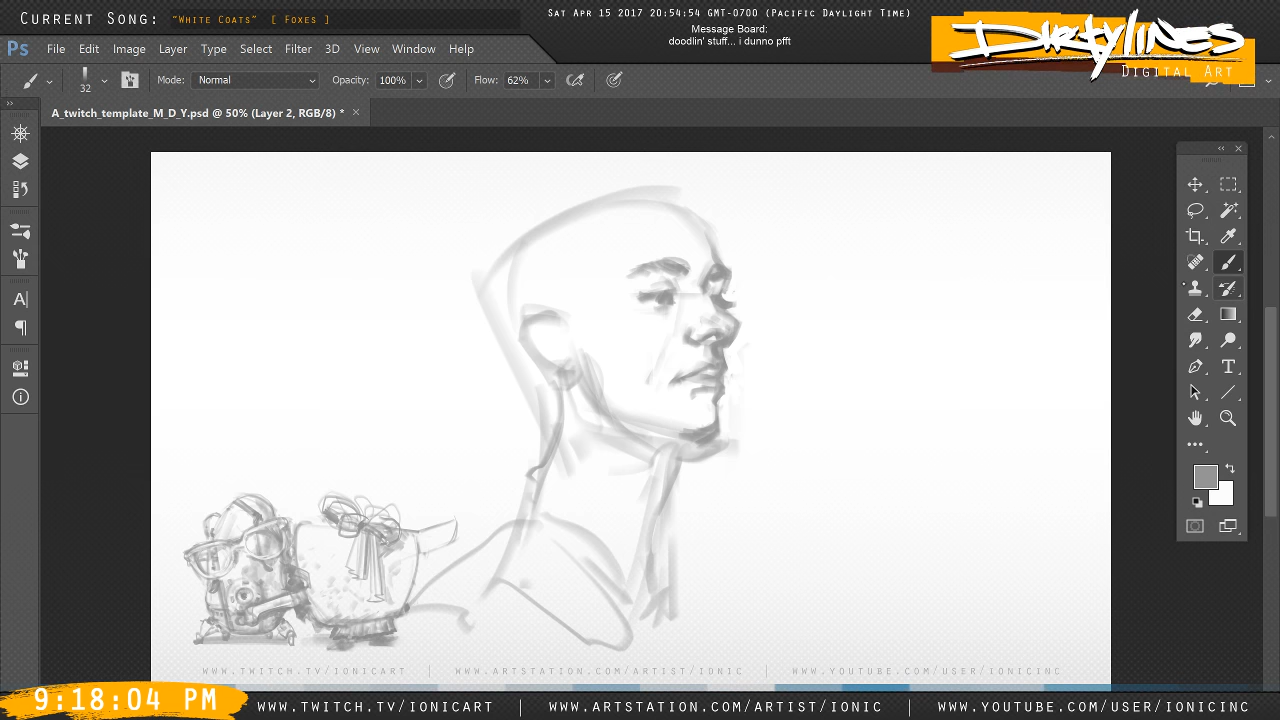 Current Song: "White Coats" [ Foxes ]
Sat Apr 15 2017 20:54:54 GMT-0700 (Pacific Daylight Time)
Message Board:
doodlin' stuff... i dunno pfft
Dirtylines
Digital Art
Ps File Edit Image Layer Type Select Filter 3D View Window Help
32 Mode: Normal Opacity: 100% Flow: 62%
A_twitch_template_M_D_Y.psd @ 50% (Layer 2, RGB/8) * ×
WWW.TWITCH.TV/IONICART | WWW.ARTSTATION.COM/ARTIST/IONIC | WWW.YOUTUBE.COM/USER/IONICINC
9:18:04 PM WWW.TWITCH.TV/IONICART | WWW.ARTSTATION.COM/ARTIST/IONIC | WWW.YOUTUBE.COM/USER/IONICINC